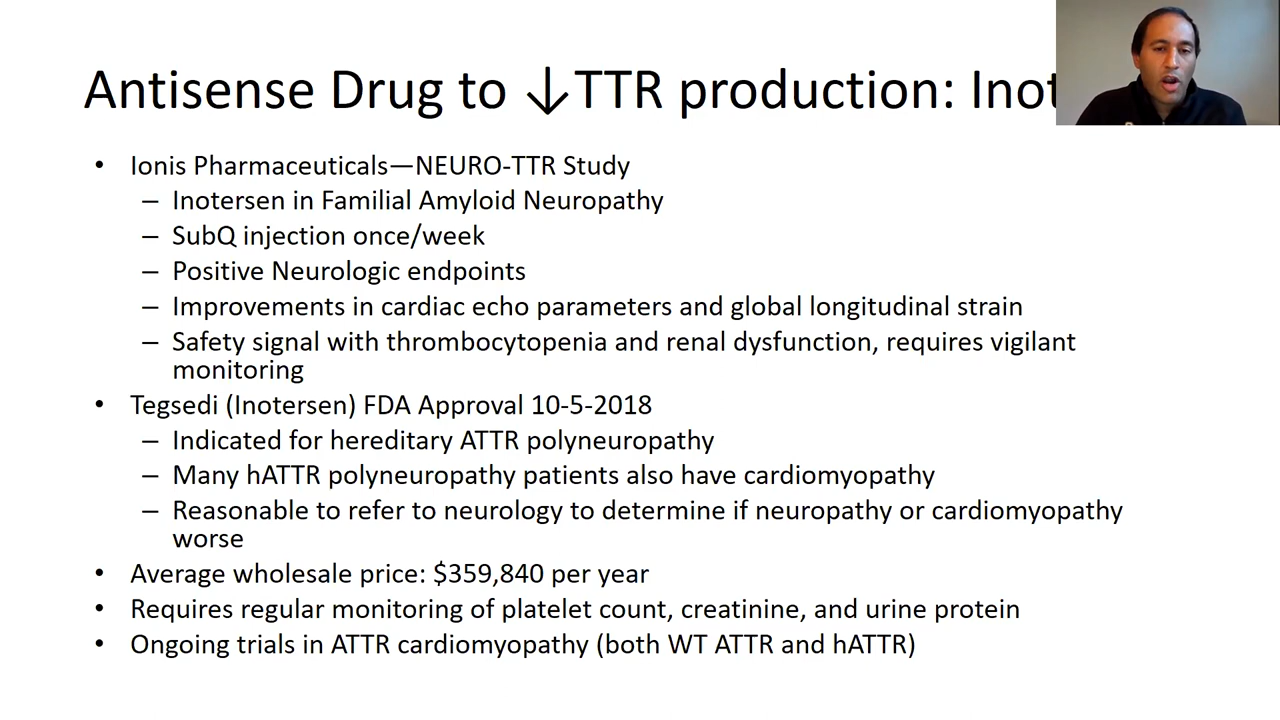 Antisense Drug to ↓TTR production: Inot
• Ionis Pharmaceuticals—NEURO-TTR Study
– Inotersen in Familial Amyloid Neuropathy
– SubQ injection once/week
– Positive Neurologic endpoints
– Improvements in cardiac echo parameters and global longitudinal strain
– Safety signal with thrombocytopenia and renal dysfunction, requires vigilant
monitoring
• Tegsedi (Inotersen) FDA Approval 10-5-2018
– Indicated for hereditary ATTR polyneuropathy
– Many hATTR polyneuropathy patients also have cardiomyopathy
– Reasonable to refer to neurology to determine if neuropathy or cardiomyopathy
worse
• Average wholesale price: $359,840 per year
• Requires regular monitoring of platelet count, creatinine, and urine protein
• Ongoing trials in ATTR cardiomyopathy (both WT ATTR and hATTR)